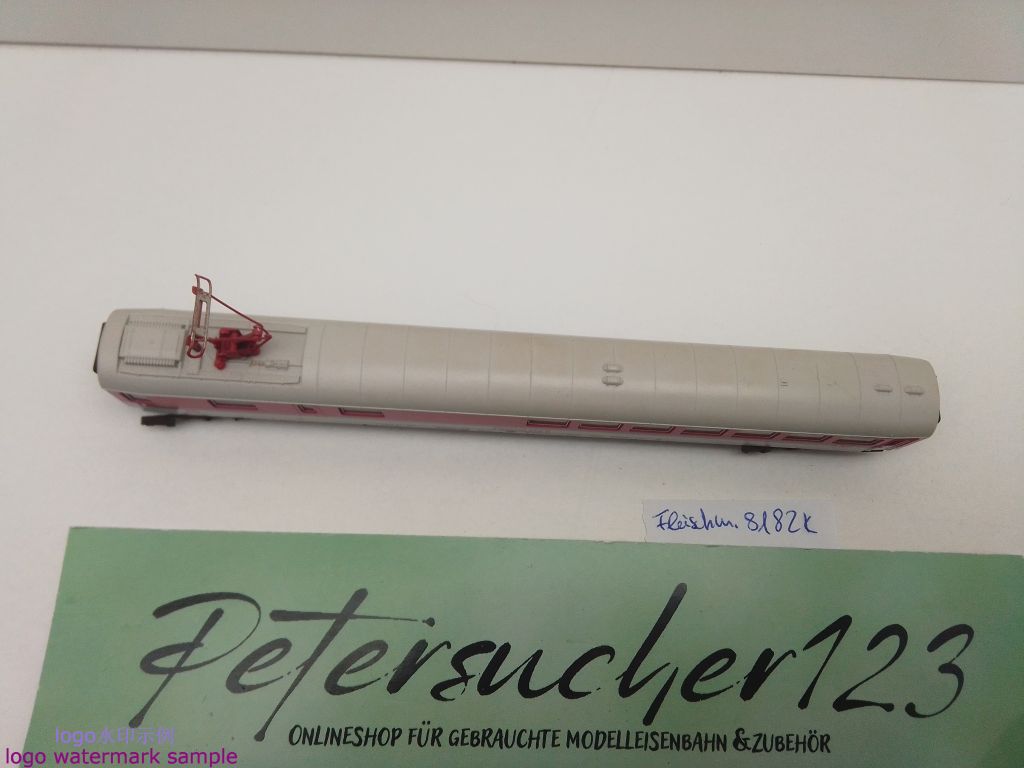 Fleischm. 8182K
Petersucher123
ONLINESHOP FÜR GEBRAUCHTE MODELLEISENBAHN & ZUBEHÖR
logo水印示例
logo watermark sample